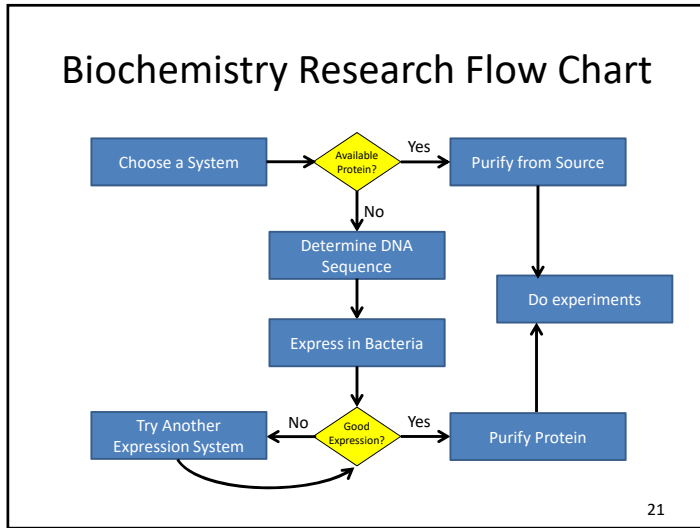 Biochemistry Research Flow Chart
Choose a System
Available
Protein?
Yes
Purify from Source
No
Determine DNA
Sequence
Do experiments
Express in Bacteria
Try Another
Expression System
No
Good
Expression?
Yes
Purify Protein
21